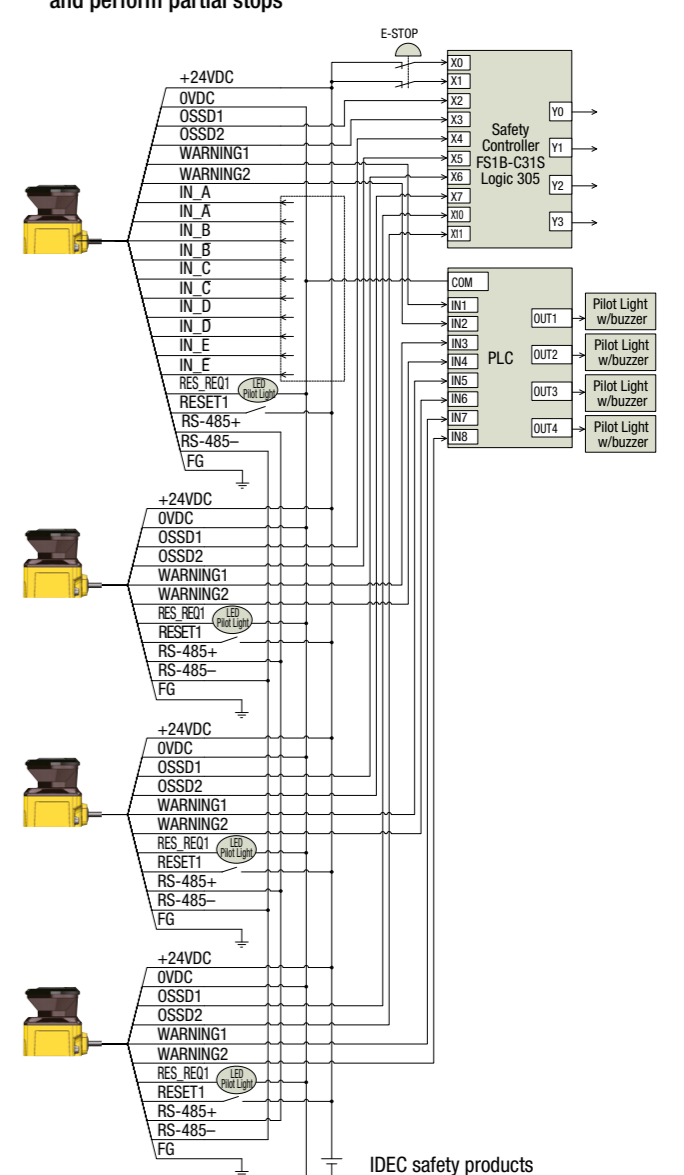 and perform partial stops
E-STOP
+24VDC
0VDC
OSSD1
OSSD2
WARNING1
WARNING2
IN_A
IN_A̅
IN_B
IN_B̅
IN_C
IN_C̅
IN_D
IN_D̅
IN_E
IN_E̅
RES_REQ1
LED
Pilot Light
RESET1
RS-485+
RS-485–
FG
X0
X1
X2
X3
X4
X5
X6
X7
X10
X11
Safety
Controller
FS1B-C31S
Logic 305
Y0
Y1
Y2
Y3
COM
IN1
IN2
IN3
IN4
IN5
IN6
IN7
IN8
PLC
OUT1
OUT2
OUT3
OUT4
Pilot Light
w/buzzer
Pilot Light
w/buzzer
Pilot Light
w/buzzer
Pilot Light
w/buzzer
+24VDC
0VDC
OSSD1
OSSD2
WARNING1
WARNING2
RES_REQ1
LED
Pilot Light
RESET1
RS-485+
RS-485–
FG
+24VDC
0VDC
OSSD1
OSSD2
WARNING1
WARNING2
RES_REQ1
LED
Pilot Light
RESET1
RS-485+
RS-485–
FG
+24VDC
0VDC
OSSD1
OSSD2
WARNING1
WARNING2
RES_REQ1
LED
Pilot Light
RESET1
RS-485+
RS-485–
FG
IDEC safety products